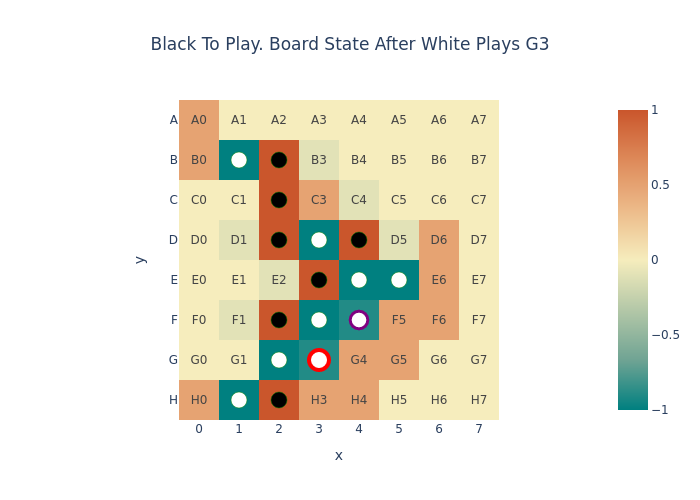 Black To Play. Board State After White Plays G3
A A0 A1 A2 A3 A4 A5 A6 A7
B B0 B3 B4 B5 B6 B7
C C0 C1 C3 C4 C5 C6 C7
D D0 D1 D5 D6 D7
E E0 E1 E2 E6 E7
F F0 F1 F5 F6 F7
G G0 G1 G4 G5 G6 G7
H H0 H3 H4 H5 H6 H7
0 1 2 3 4 5 6 7
x
y
1
0.5
0
−0.5
−1